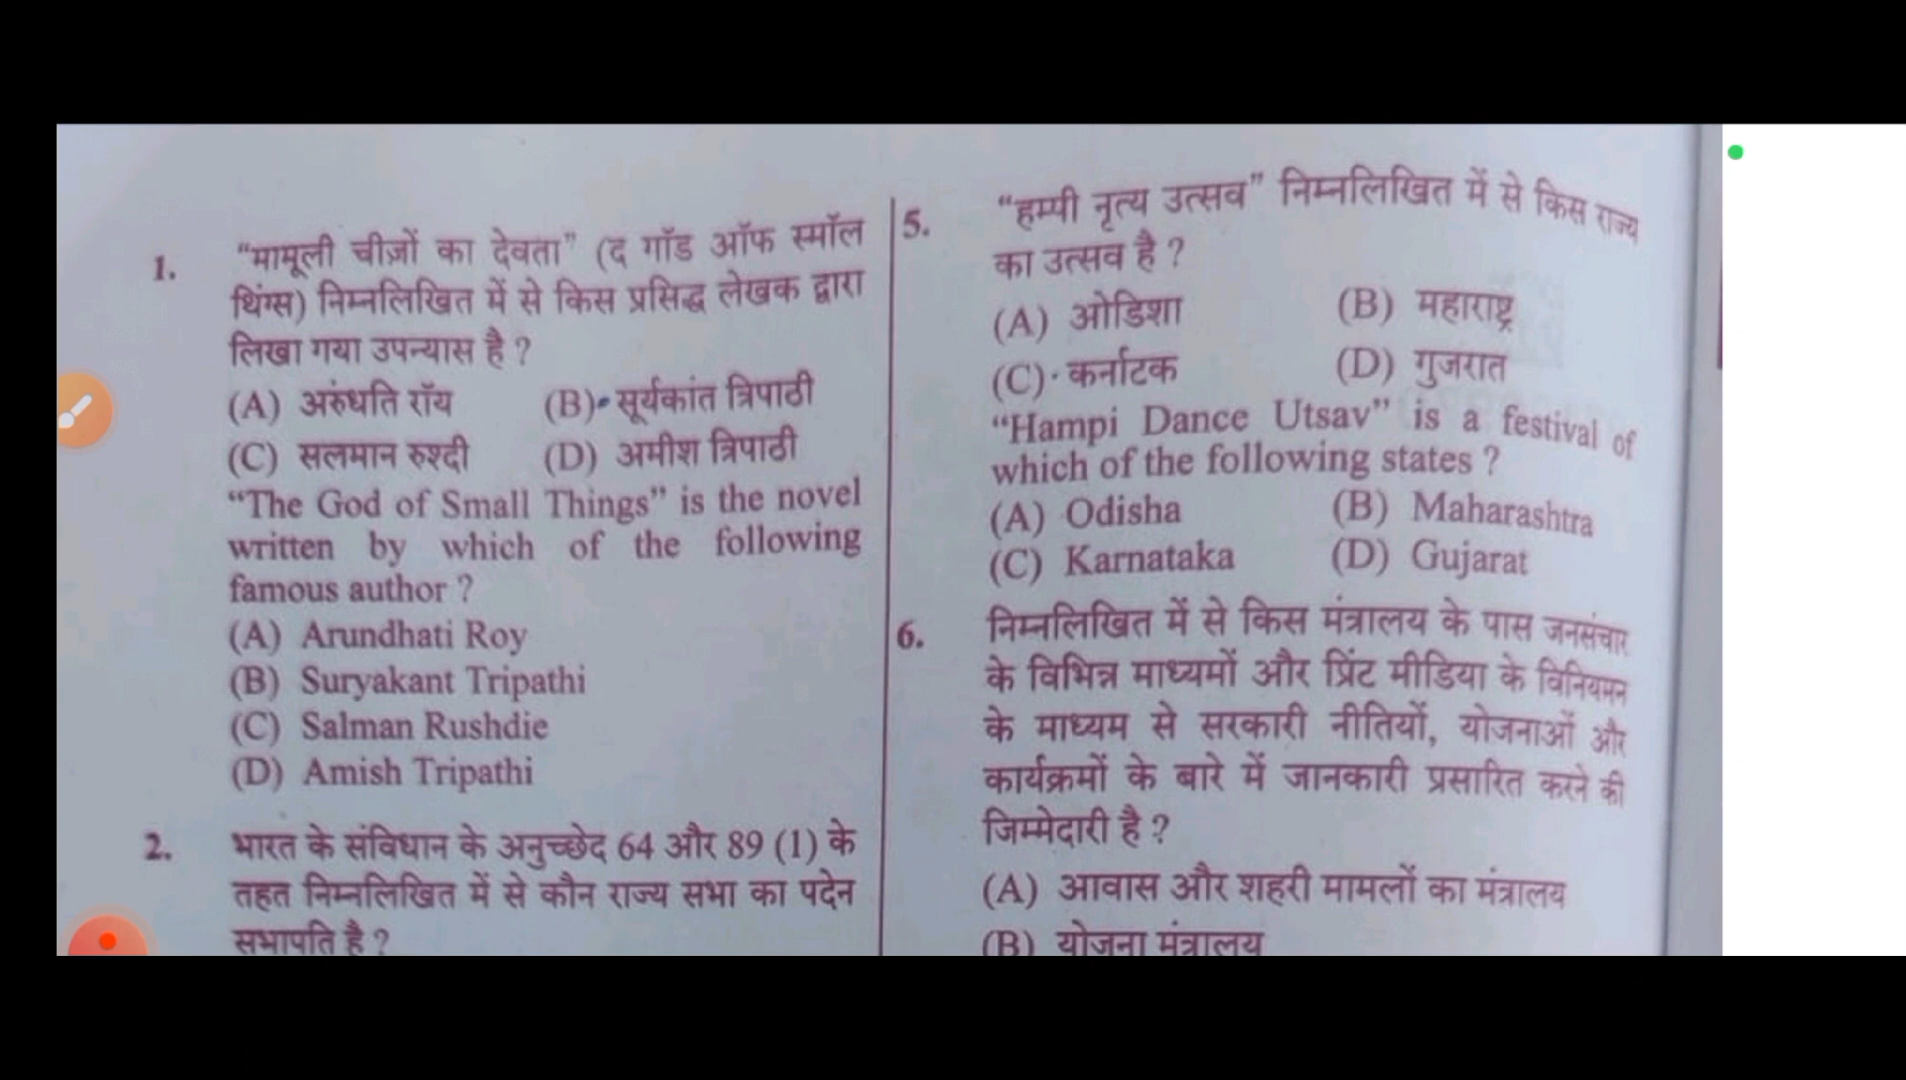 1. “मामूली चीज़ों का देवता” (द गॉड ऑफ स्मॉल
थिंग्स) निम्नलिखित में से किस प्रसिद्ध लेखक द्वारा
लिखा गया उपन्यास है ?
(A) अरुंधति रॉय (B) सूर्यकांत त्रिपाठी
(C) सलमान रुश्दी (D) अमीश त्रिपाठी
“The God of Small Things” is the novel
written by which of the following
famous author ?
(A) Arundhati Roy
(B) Suryakant Tripathi
(C) Salman Rushdie
(D) Amish Tripathi
2. भारत के संविधान के अनुच्छेद 64 और 89 (1) के
तहत निम्नलिखित में से कौन राज्य सभा का पदेन
सभापति है ?
5. “हम्पी नृत्य उत्सव” निम्नलिखित में से किस राज्य
का उत्सव है ?
(A) ओडिशा (B) महाराष्ट्र
(C) कर्नाटक (D) गुजरात
“Hampi Dance Utsav” is a festival of
which of the following states ?
(A) Odisha (B) Maharashtra
(C) Karnataka (D) Gujarat
6. निम्नलिखित में से किस मंत्रालय के पास जनसंचार
के विभिन्न माध्यमों और प्रिंट मीडिया के विनियमन
के माध्यम से सरकारी नीतियों, योजनाओं और
कार्यक्रमों के बारे में जानकारी प्रसारित करने की
जिम्मेदारी है ?
(A) आवास और शहरी मामलों का मंत्रालय
(B) योजना मंत्रालय